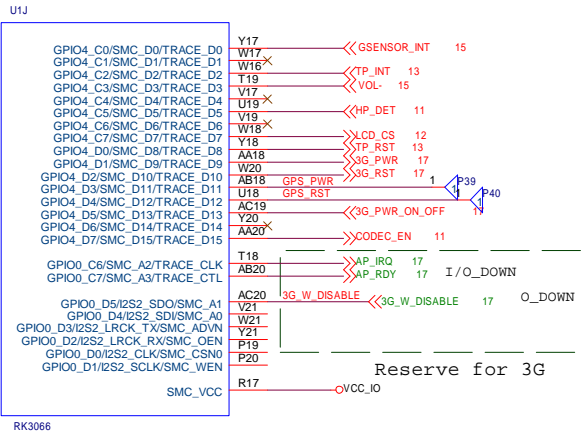 U1J
GPIO4_C0/SMC_D0/TRACE_D0 Y17 GSENSOR_INT 15
GPIO4_C1/SMC_D1/TRACE_D1 W17
GPIO4_C2/SMC_D2/TRACE_D2 W16 TP_INT 13
GPIO4_C3/SMC_D3/TRACE_D3 T19 VOL- 15
GPIO4_C4/SMC_D4/TRACE_D4 V17
GPIO4_C5/SMC_D5/TRACE_D5 U19 HP_DET 11
GPIO4_C6/SMC_D6/TRACE_D6 V19
GPIO4_C7/SMC_D7/TRACE_D7 W18 LCD_CS 12
GPIO4_D0/SMC_D8/TRACE_D8 Y18 TP_RST 13
GPIO4_D1/SMC_D9/TRACE_D9 AA18 3G_PWR 17
GPIO4_D2/SMC_D10/TRACE_D10 W20 3G_RST 17
GPIO4_D3/SMC_D11/TRACE_D11 AB18 GPS_PWR 1 1 P39
GPIO4_D4/SMC_D12/TRACE_D12 U18 GPS_RST 1 1 P40
GPIO4_D5/SMC_D13/TRACE_D13 AC19 3G_PWR_ON_OFF 17
GPIO4_D6/SMC_D14/TRACE_D14 Y20
GPIO4_D7/SMC_D15/TRACE_D15 AA20 CODEC_EN 11
GPIO0_C6/SMC_A2/TRACE_CLK T18 AP_IRQ 17 I/O_DOWN
GPIO0_C7/SMC_A3/TRACE_CTL AB20 AP_RDY 17
GPIO0_D5/I2S2_SDO/SMC_A1 AC20 3G_W_DISABLE 3G_W_DISABLE 17 O_DOWN
GPIO0_D4/I2S2_SDI/SMC_A0 V21
GPIO0_D3/I2S2_LRCK_TX/SMC_ADVN W21
GPIO0_D2/I2S2_LRCK_RX/SMC_OEN Y21
GPIO0_D0/I2S2_CLK/SMC_CSN0 P19
GPIO0_D1/I2S2_SCLK/SMC_WEN P20
Reserve for 3G
SMC_VCC R17 VCC_IO
RK3066